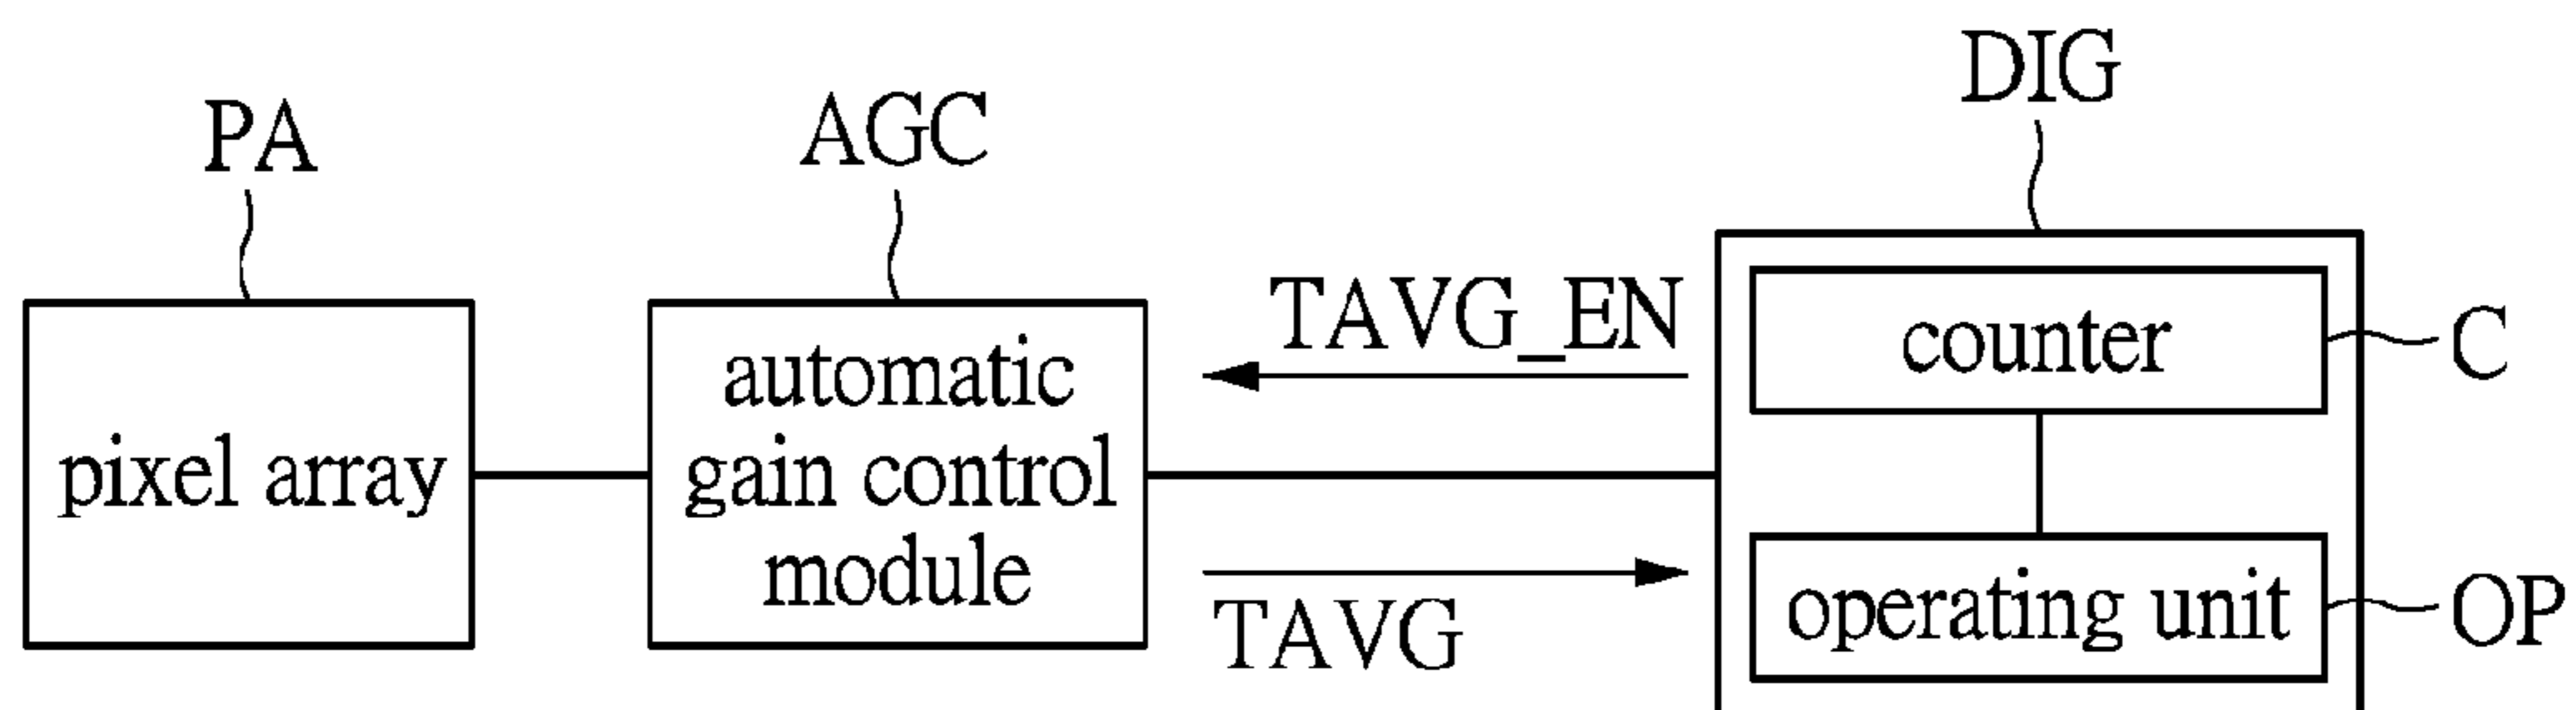 PA
AGC
DIG
pixel array
automatic
gain control
module
TAVG_EN
TAVG
counter
C
operating unit
OP